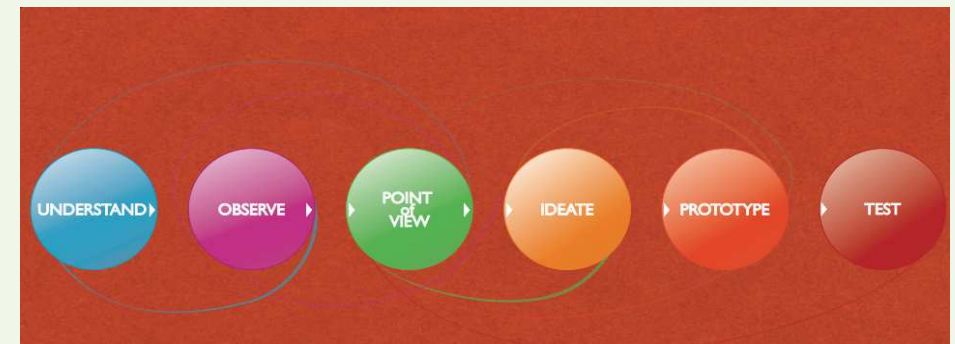 UNDERSTAND
OBSERVE
POINT
of
VIEW
IDEATE
PROTOTYPE
TEST